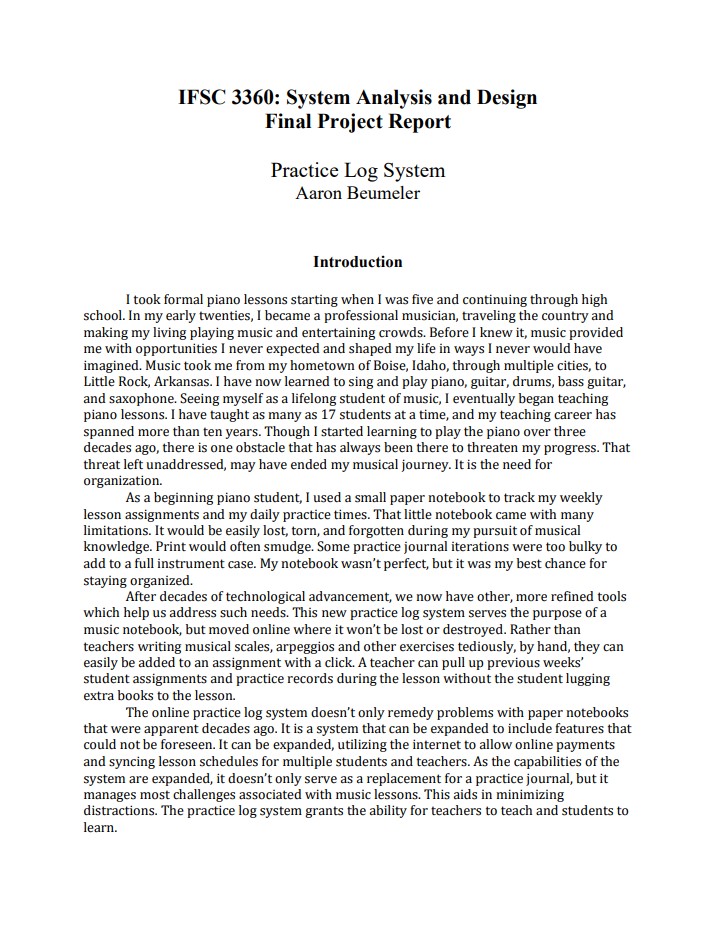 IFSC 3360: System Analysis and Design
Final Project Report
Practice Log System
Aaron Beumeler
Introduction
I took formal piano lessons starting when I was five and continuing through high
school. In my early twenties, I became a professional musician, traveling the country and
making my living playing music and entertaining crowds. Before I knew it, music provided
me with opportunities I never expected and shaped my life in ways I never would have
imagined. Music took me from my hometown of Boise, Idaho, through multiple cities, to
Little Rock, Arkansas. I have now learned to sing and play piano, guitar, drums, bass guitar,
and saxophone. Seeing myself as a lifelong student of music, I eventually began teaching
piano lessons. I have taught as many as 17 students at a time, and my teaching career has
spanned more than ten years. Though I started learning to play the piano over three
decades ago, there is one obstacle that has always been there to threaten my progress. That
threat left unaddressed, may have ended my musical journey. It is the need for
organization.
As a beginning piano student, I used a small paper notebook to track my weekly
lesson assignments and my daily practice times. That little notebook came with many
limitations. It would be easily lost, torn, and forgotten during my pursuit of musical
knowledge. Print would often smudge. Some practice journal iterations were too bulky to
add to a full instrument case. My notebook wasn't perfect, but it was my best chance for
staying organized.
After decades of technological advancement, we now have other, more refined tools
which help us address such needs. This new practice log system serves the purpose of a
music notebook, but moved online where it won't be lost or destroyed. Rather than
teachers writing musical scales, arpeggios and other exercises tediously, by hand, they can
easily be added to an assignment with a click. A teacher can pull up previous weeks'
student assignments and practice records during the lesson without the student lugging
extra books to the lesson.
The online practice log system doesn't only remedy problems with paper notebooks
that were apparent decades ago. It is a system that can be expanded to include features that
could not be foreseen. It can be expanded, utilizing the internet to allow online payments
and syncing lesson schedules for multiple students and teachers. As the capabilities of the
system are expanded, it doesn't only serve as a replacement for a practice journal, but it
manages most challenges associated with music lessons. This aids in minimizing
distractions. The practice log system grants the ability for teachers to teach and students to
learn.